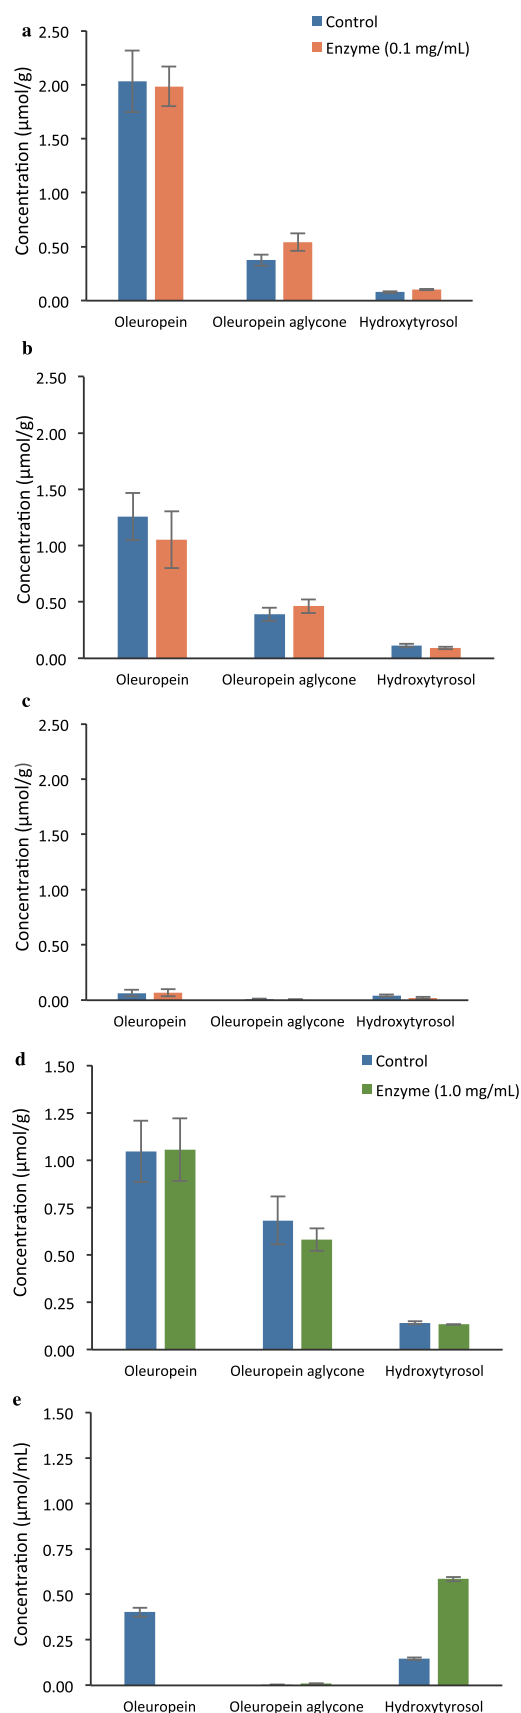 a
Control
Enzyme (0.1 mg/mL)
Concentration (μmol/g)
2.50
2.00
1.50
1.00
0.50
0.00
Oleuropein Oleuropein aglycone Hydroxytyrosol
b
Concentration (μmol/g)
2.50
2.00
1.50
1.00
0.50
0.00
Oleuropein Oleuropein aglycone Hydroxytyrosol
c
Concentration (μmol/g)
2.50
2.00
1.50
1.00
0.50
0.00
Oleuropein Oleuropein aglycone Hydroxytyrosol
d
Control
Enzyme (1.0 mg/mL)
Concentration (μmol/g)
1.50
1.25
1.00
0.75
0.50
0.25
0.00
Oleuropein Oleuropein aglycone Hydroxytyrosol
e
Concentration (μmol/mL)
1.50
1.25
1.00
0.75
0.50
0.25
0.00
Oleuropein Oleuropein aglycone Hydroxytyrosol